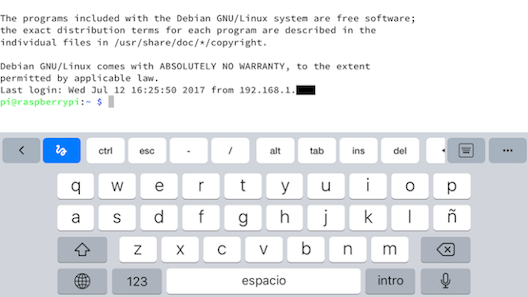 The programs included with the Debian GNU/Linux system are free software;
the exact distribution terms for each program are described in the
individual files in /usr/share/doc/*/copyright.
Debian GNU/Linux comes with ABSOLUTELY NO WARRANTY, to the extent
permitted by applicable law.
Last login: Wed Jul 12 16:25:50 2017 from 192.168.1.
pi@raspberrypi:~ $
ctrl esc - / alt tab ins del
q w e r t y u i o p
a s d f g h j k l ñ
z x c v b n m
123 espacio intro